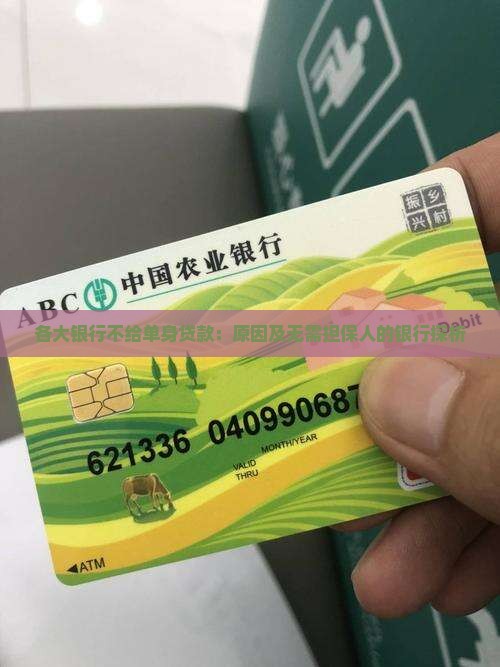 振 乡
兴 村
ABC 中国农业银行
各大银行不给单身贷款：原因及无需担保人的银行探析
Debit
621336 040990687
MONTH/YEAR
VALID
THRU
◀ATM